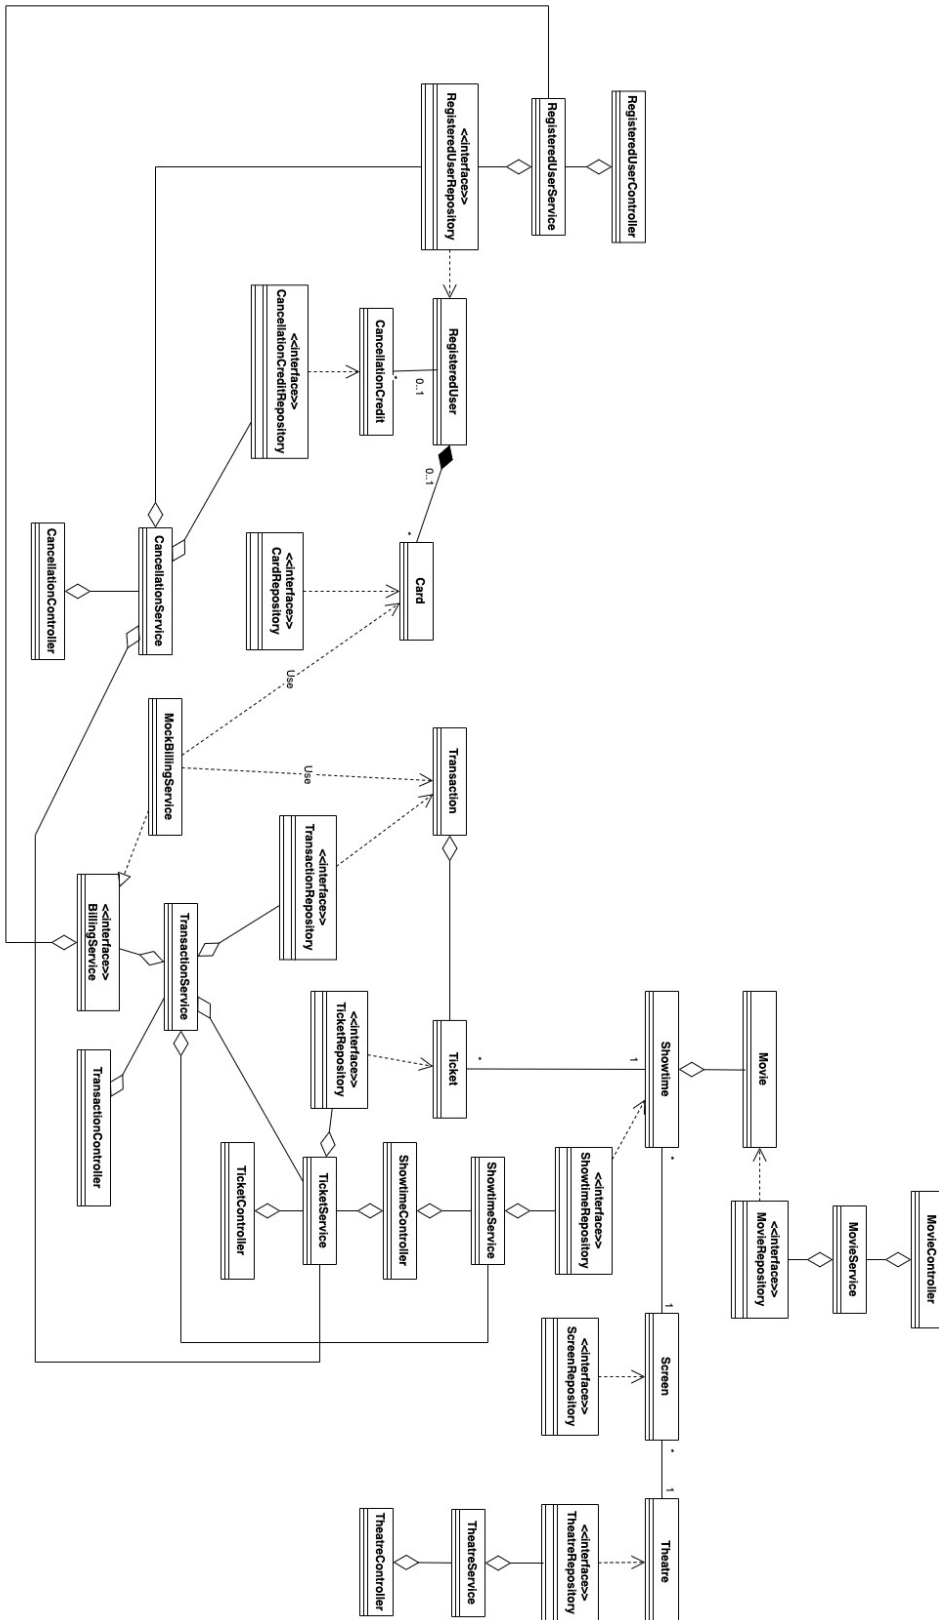 MovieController
MovieService
<<interface>>
MovieRepository
Movie
Showtime
1
*
1
Screen
*
1
Theatre
RegisteredUserController
<<interface>>
ShowtimeRepository
<<interface>>
ScreenRepository
<<interface>>
TheatreRepository
RegisteredUserService
ShowtimeService
TheatreService
*
<<interface>>
RegisteredUserRepository
RegisteredUser
Transaction
Ticket
0..1
0..1
*
*
Card
ShowtimeController
CancellationCredit
TheatreController
<<interface>>
TicketRepository
TicketService
<<interface>>
CancellationCreditRepository
<<interface>>
CardRepository
Use
Use
<<interface>>
TransactionRepository
TicketController
TransactionService
MockBillingService
CancellationService
<<interface>>
BillingService
TransactionController
CancellationController